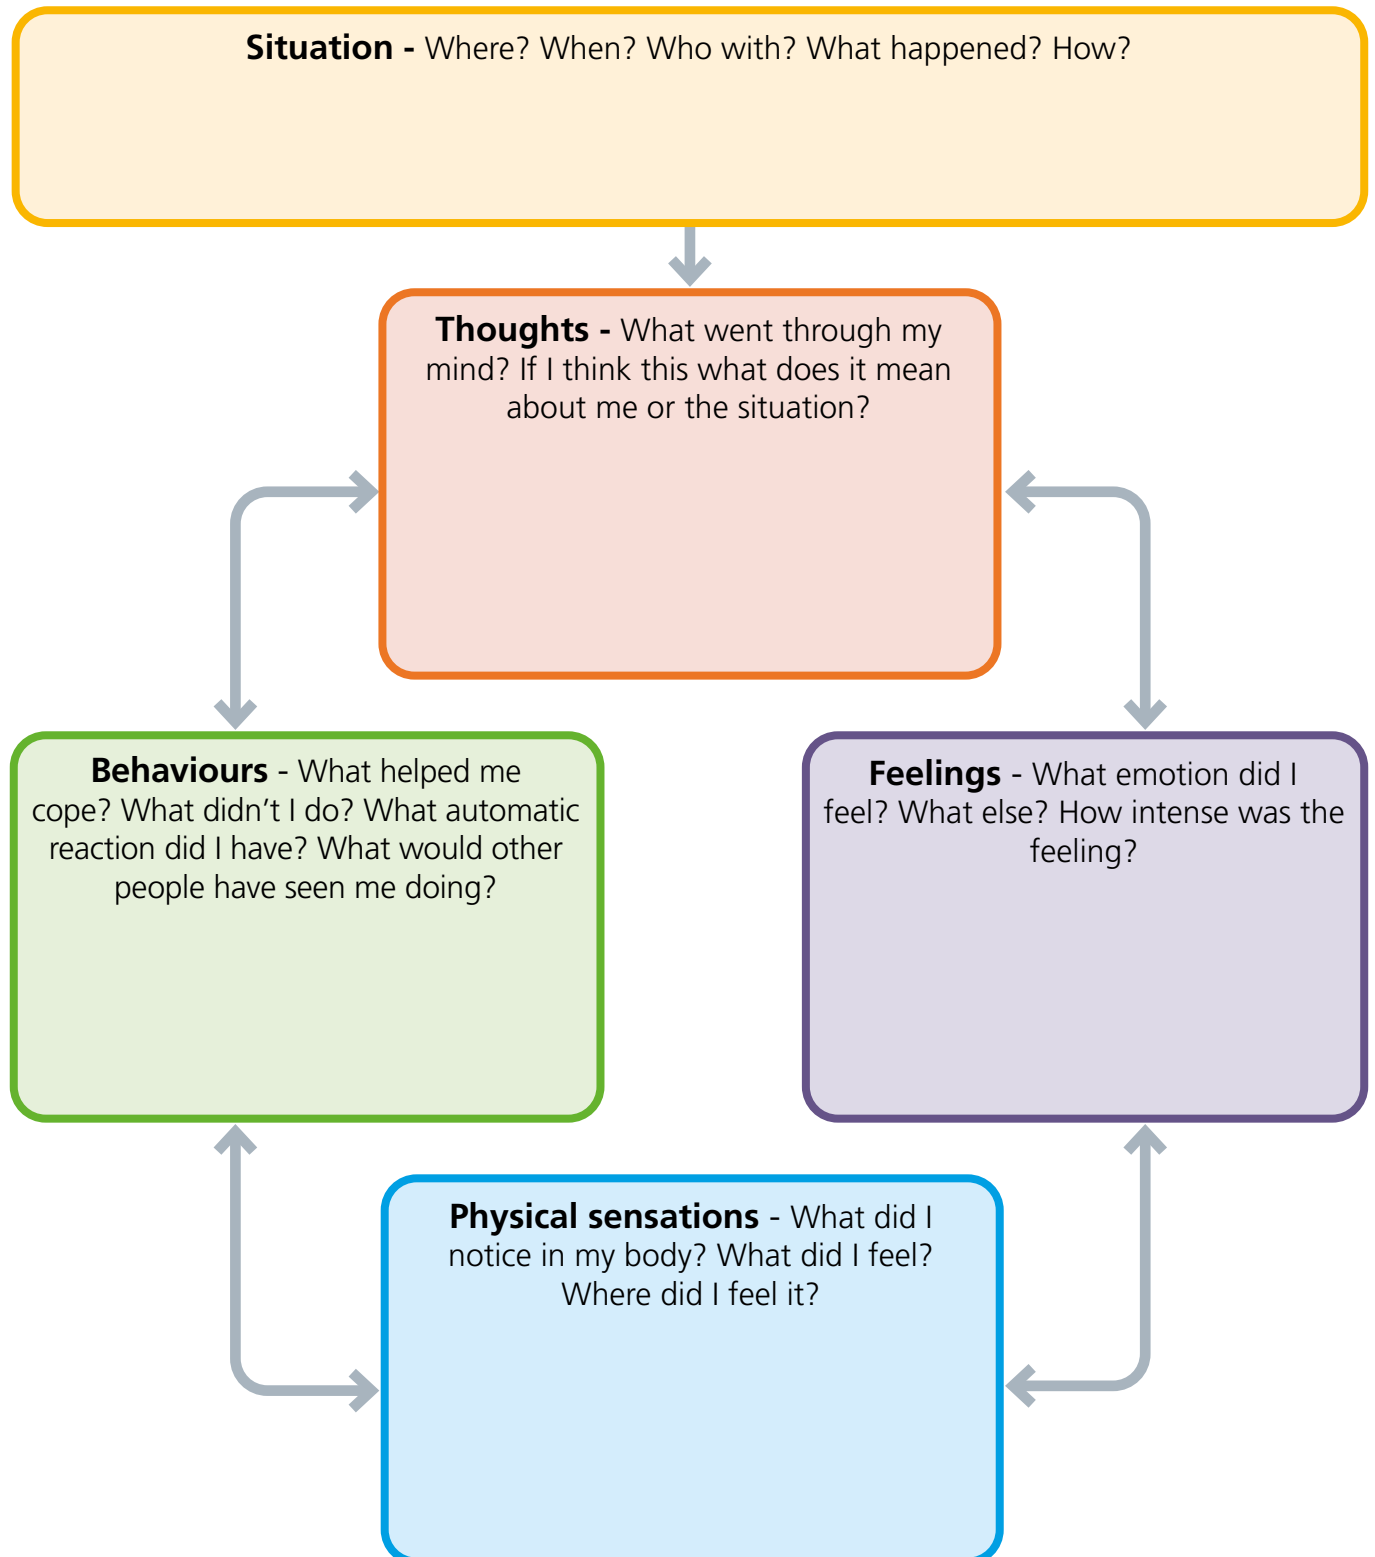 Situation - Where? When? Who with? What happened? How?
Thoughts - What went through my
mind? If I think this what does it mean
about me or the situation?
Behaviours - What helped me
cope? What didn't I do? What automatic
reaction did I have? What would other
people have seen me doing?
Feelings - What emotion did I
feel? What else? How intense was the
feeling?
Physical sensations - What did I
notice in my body? What did I feel?
Where did I feel it?